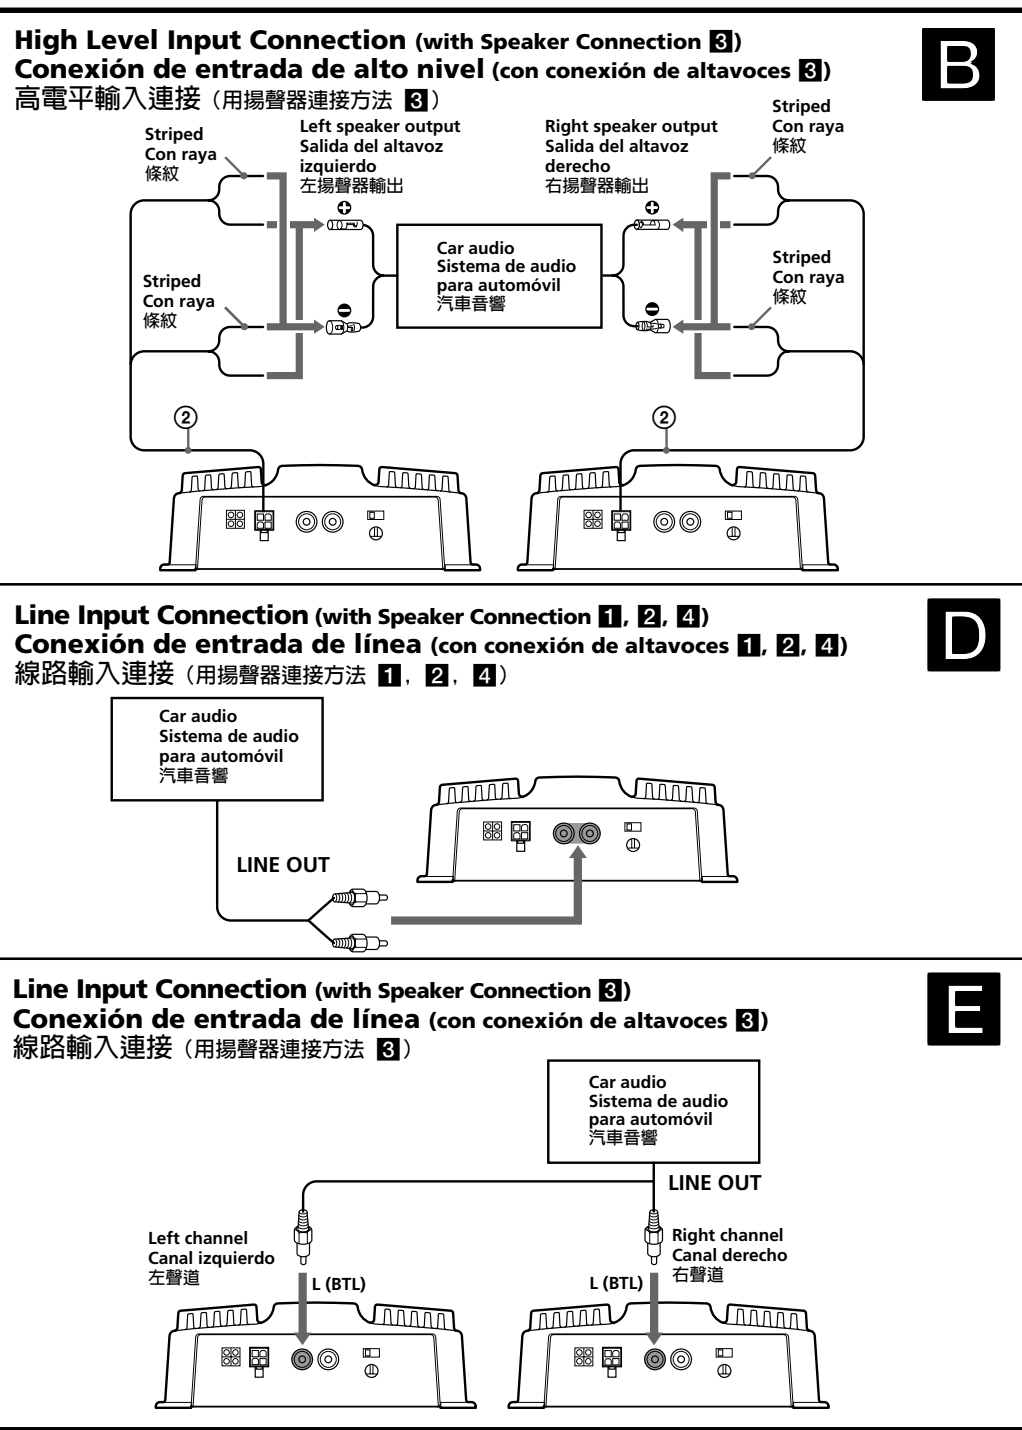 High Level Input Connection (with Speaker Connection 3)
Conexión de entrada de alto nivel (con conexión de altavoces 3)
高電平輸入連接（用揚聲器連接方法 3）
B
Striped
Con raya
條紋
Left speaker output
Salida del altavoz
izquierdo
左揚聲器輸出
Right speaker output
Salida del altavoz
derecho
右揚聲器輸出
Striped
Con raya
條紋
Car audio
Sistema de audio
para automóvil
汽車音響
Striped
Con raya
條紋
Striped
Con raya
條紋
②
②
Line Input Connection (with Speaker Connection 1, 2, 4)
Conexión de entrada de línea (con conexión de altavoces 1, 2, 4)
線路輸入連接（用揚聲器連接方法 1，2，4）
D
Car audio
Sistema de audio
para automóvil
汽車音響
LINE OUT
Line Input Connection (with Speaker Connection 3)
Conexión de entrada de línea (con conexión de altavoces 3)
線路輸入連接（用揚聲器連接方法 3）
E
Car audio
Sistema de audio
para automóvil
汽車音響
LINE OUT
Left channel
Canal izquierdo
左聲道
L (BTL)
Right channel
Canal derecho
右聲道
L (BTL)